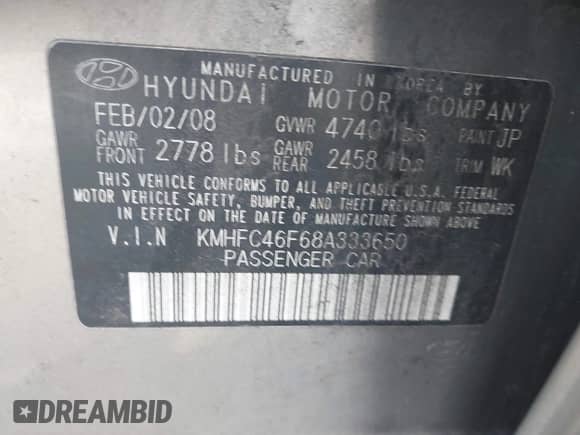 MANUFACTURED IN KOREA BY
HYUNDAI MOTOR COMPANY
FEB/02/08 GVWR 4740 lbs PAINT JP
GAWR FRONT 2778 lbs GAWR REAR 2458 lbs TRIM WK
THIS VEHICLE CONFORMS TO ALL APPLICABLE U.S.A. FEDERAL
MOTOR VEHICLE SAFETY, BUMPER, AND THEFT PREVENTION STANDARDS
IN EFFECT ON THE DATE OF MANUFACTURE SHOWN ABOVE
V.I.N KMHFC46F68A333650
PASSENGER CAR
DREAMBID